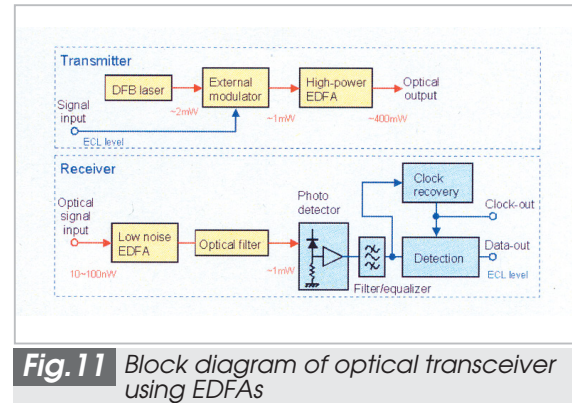 Transmitter
DFB laser
External
modulator
High-power
EDFA
Optical
output
~2mW
~1mW
~400mW
Signal
input
ECL level
Receiver
Optical
signal
input
10~100nW
Low noise
EDFA
Optical filter
~1mW
Photo
detector
Filter/equalizer
Clock
recovery
Clock-out
Detection
Data-out
ECL level
Fig.11 Block diagram of optical transceiver
using EDFAs